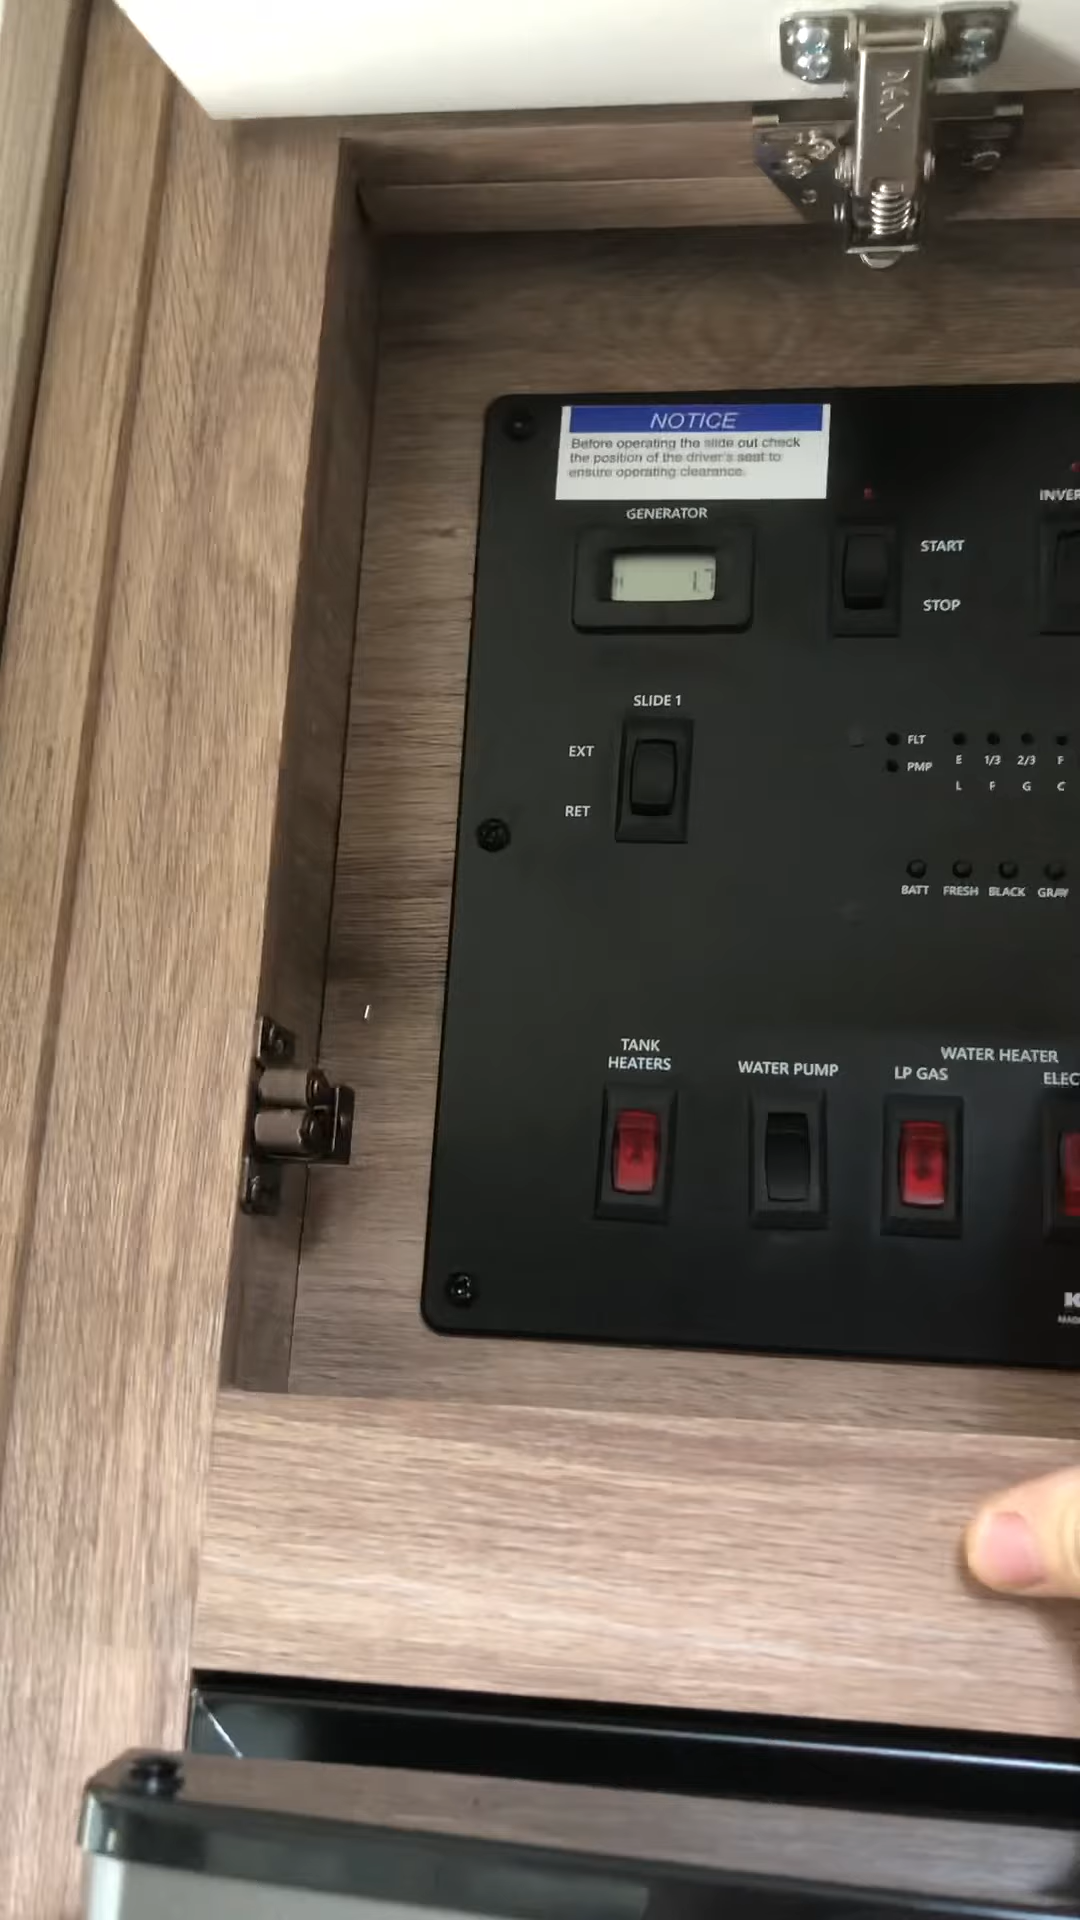 NOTICE
Before operating the slide out check
the position of the driver's seat to
ensure operating clearance.
GENERATOR
START
STOP
SLIDE 1
EXT
RET
FLT
PMP
E 1/3 2/3 F
L F G C
BATT FRESH BLACK GRAY
TANK
HEATERS
WATER PUMP
WATER HEATER
LP GAS